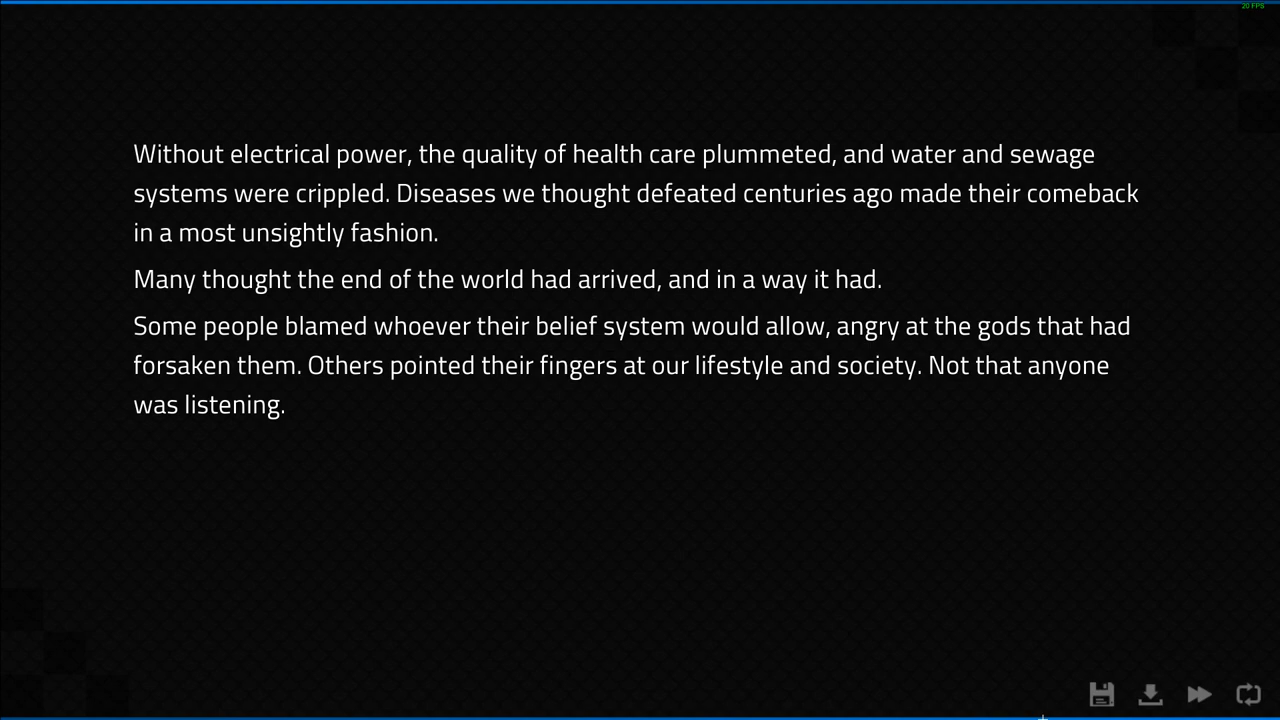 20 FPS
Without electrical power, the quality of health care plummeted, and water and sewage
systems were crippled. Diseases we thought defeated centuries ago made their comeback
in a most unsightly fashion.
Many thought the end of the world had arrived, and in a way it had.
Some people blamed whoever their belief system would allow, angry at the gods that had
forsaken them. Others pointed their fingers at our lifestyle and society. Not that anyone
was listening.